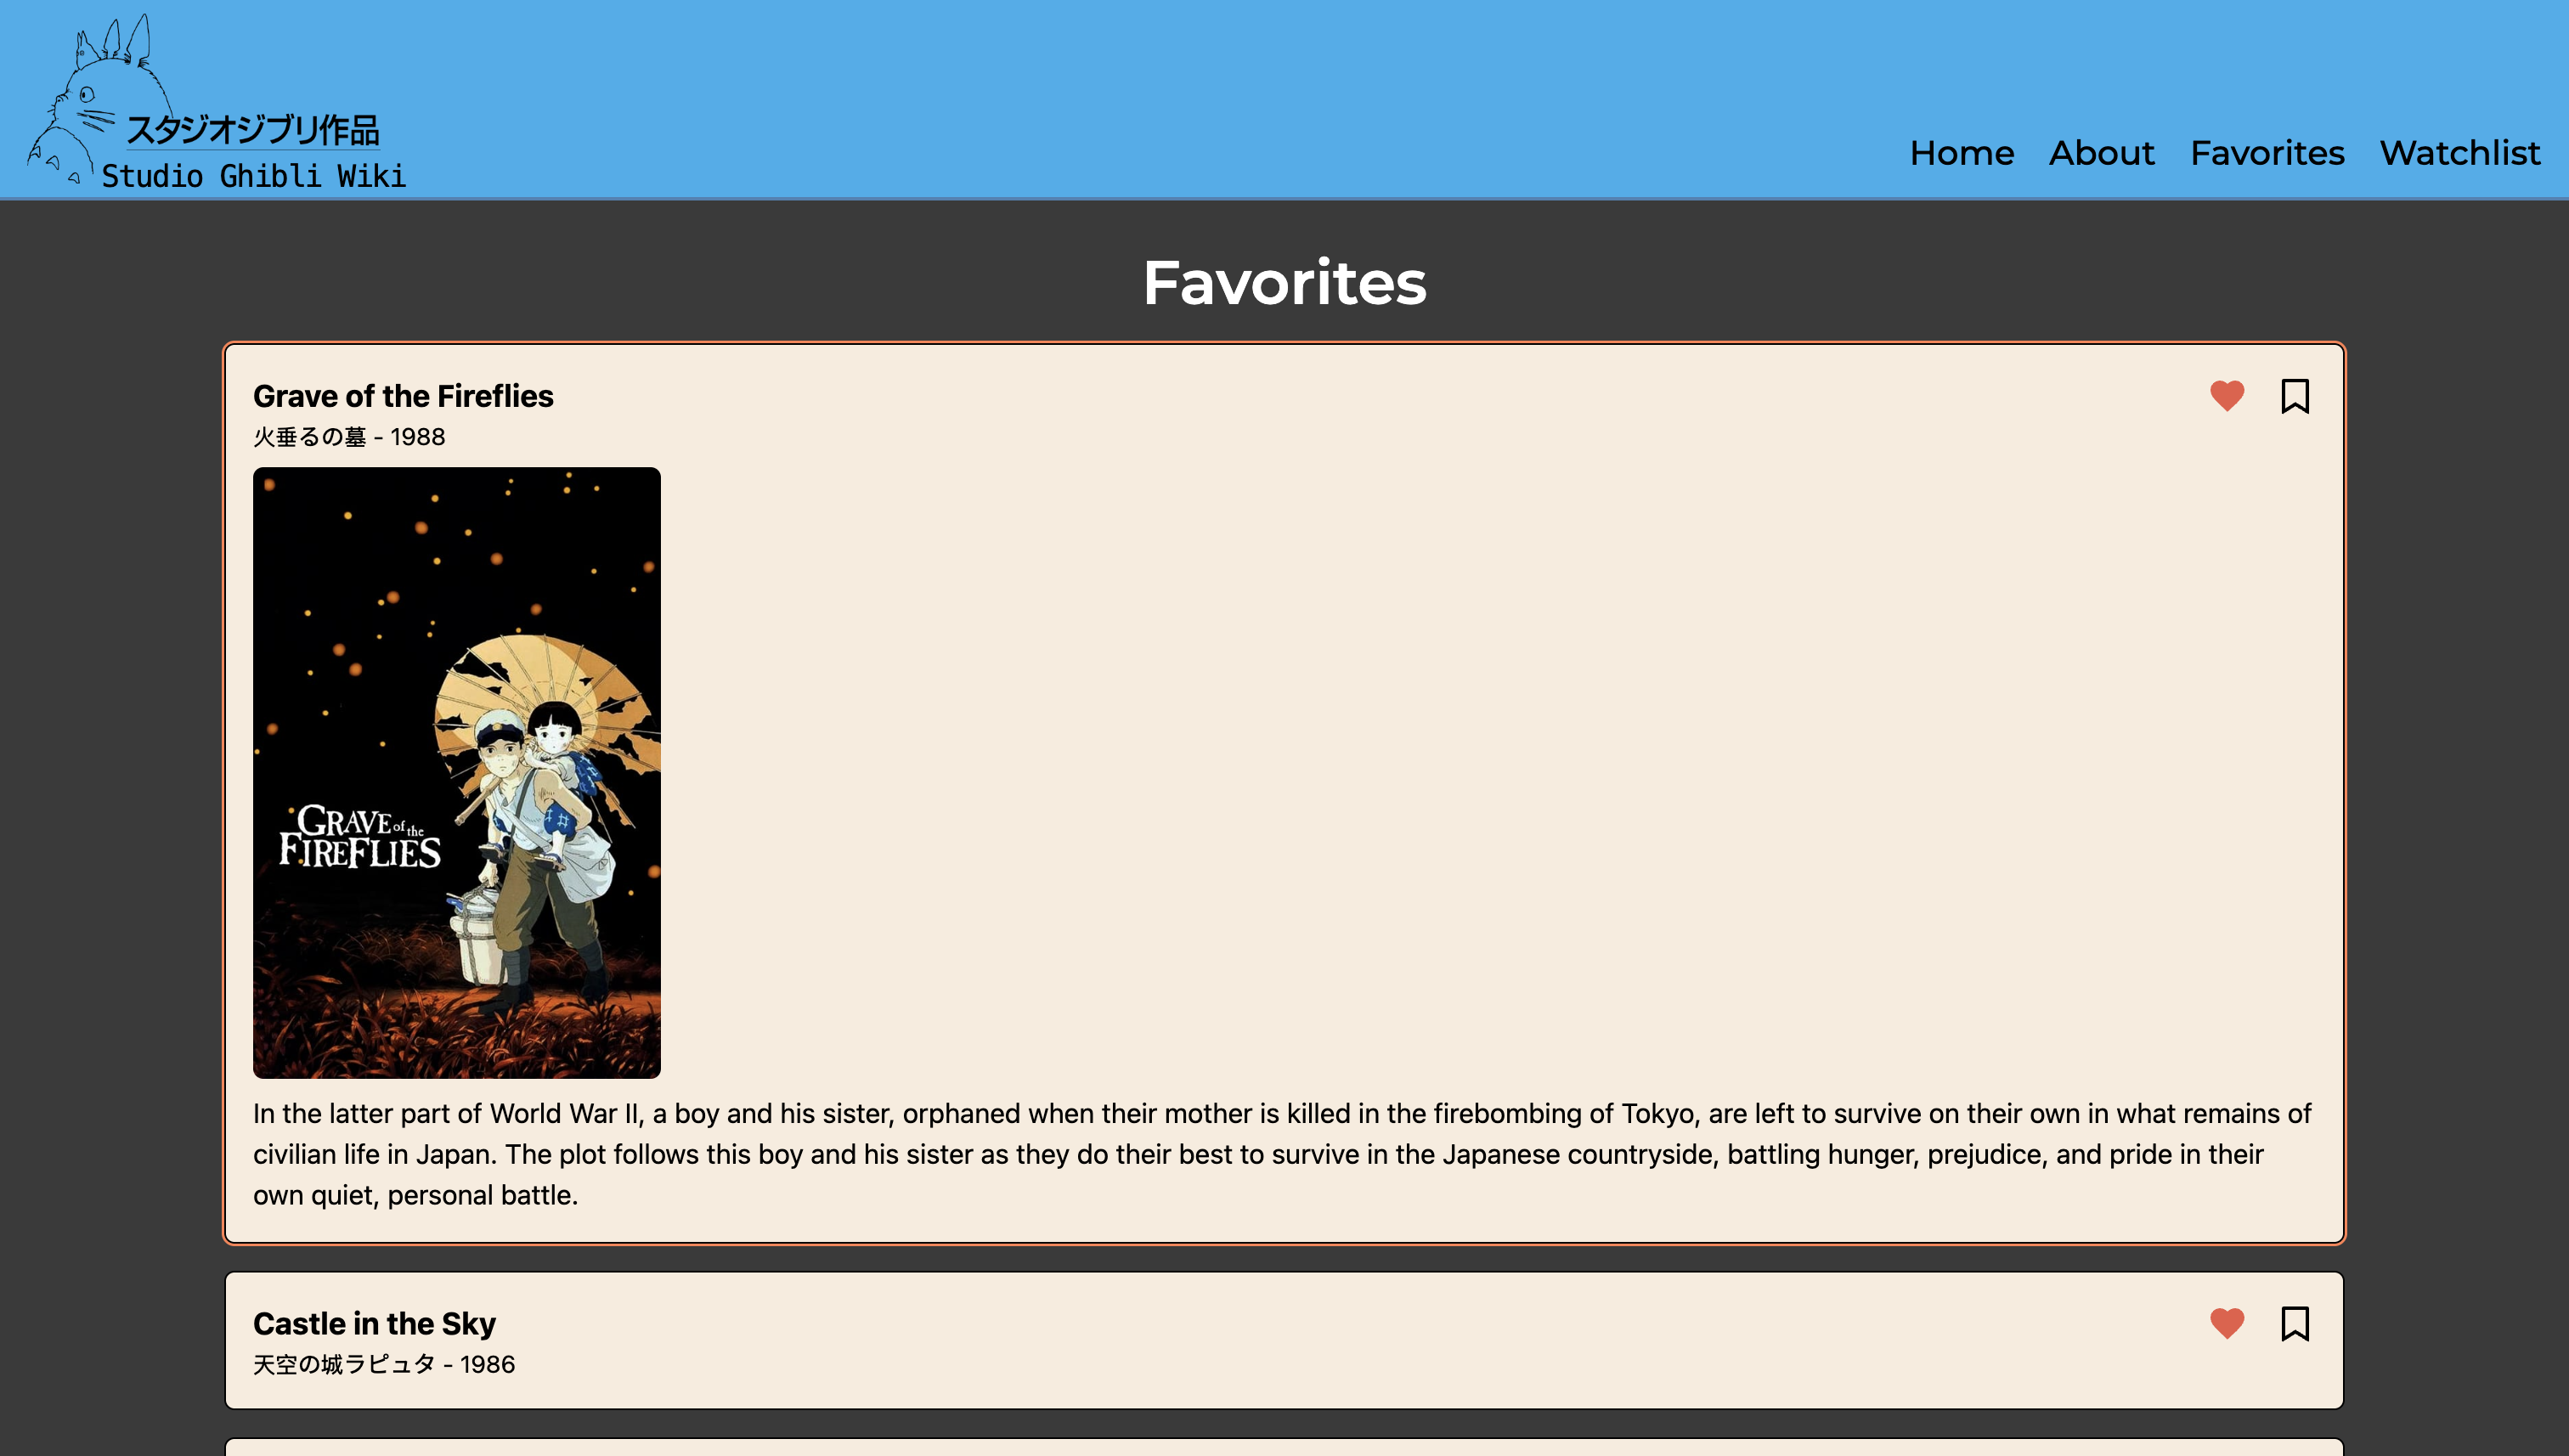 スタジオジブリ作品
Studio Ghibli Wiki
Home About Favorites Watchlist
Favorites
Grave of the Fireflies
火垂るの墓 - 1988
GRAVE of the
FIREFLIES
In the latter part of World War II, a boy and his sister, orphaned when their mother is killed in the firebombing of Tokyo, are left to survive on their own in what remains of
civilian life in Japan. The plot follows this boy and his sister as they do their best to survive in the Japanese countryside, battling hunger, prejudice, and pride in their
own quiet, personal battle.
Castle in the Sky
天空の城ラピュタ - 1986